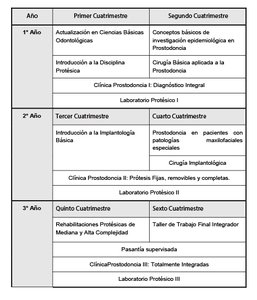 Año Primer Cuatrimestre Segundo Cuatrimestre
1º Año Actualización en Ciencias Básicas Odontológicas
Conceptos básicos de investigación epidemiológica en Prostodoncia
Introducción a la Disciplina Protésica
Cirugía Básica aplicada a la Prostodoncia
Clínica Prostodoncia I: Diagnóstico Integral
Laboratorio Protésico I
2º Año Tercer Cuatrimestre Cuarto Cuatrimestre
Introducción a la Implantología Básica
Prostodoncia en pacientes con patologías maxilofaciales especiales
Cirugía Implantológica
Clínica Prostodoncia II: Prótesis Fijas, removibles y completas.
Laboratorio Protésico II
3º Año Quinto Cuatrimestre Sexto Cuatrimestre
Rehabilitaciones Protésicas de Mediana y Alta Complejidad
Taller de Trabajo Final Integrador
Pasantía supervisada
ClínicaProstodoncia III: Totalmente Integradas
Laboratorio Protésico III